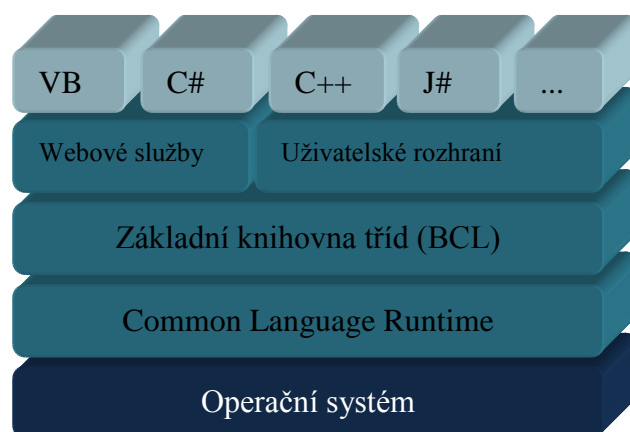 VB C# C++ J# ...
Webové služby Uživatelské rozhraní
Základní knihovna tříd (BCL)
Common Language Runtime
Operační systém